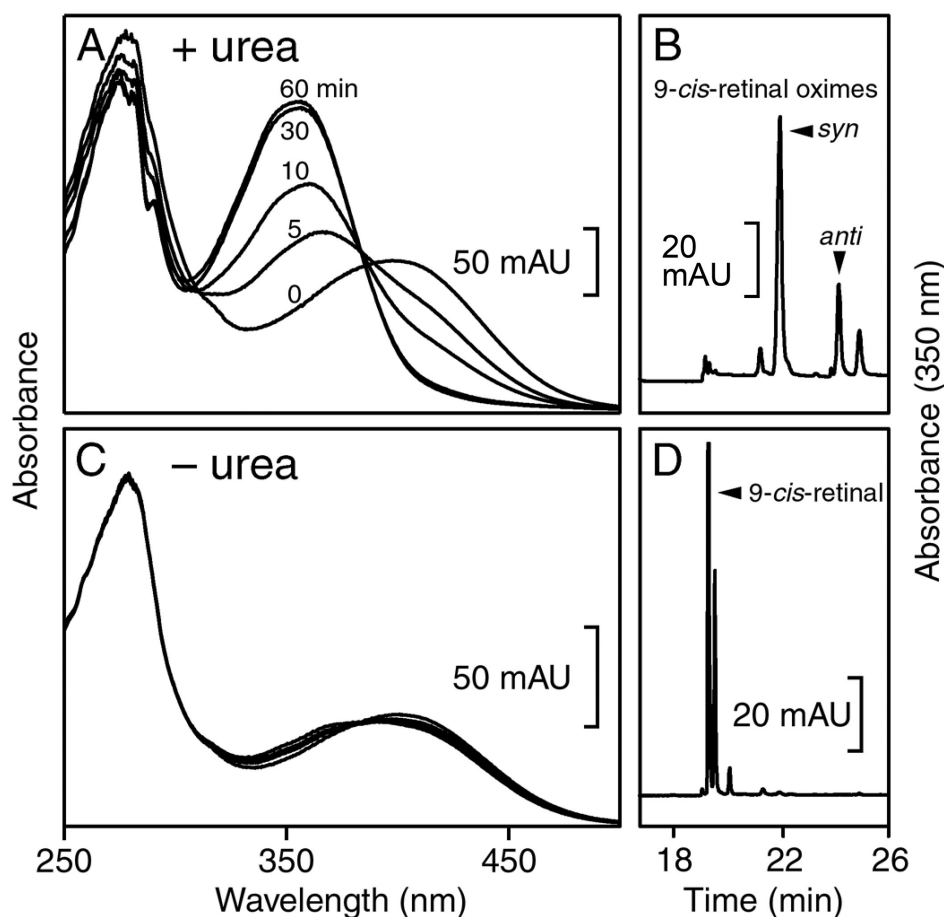 A + urea
60 min
30
10
5
0
50 mAU
B
9-cis-retinal oximes
syn
anti
20
mAU
C – urea
50 mAU
D
9-cis-retinal
20 mAU
Absorbance
Absorbance (350 nm)
250 350 450
Wavelength (nm)
18 22 26
Time (min)